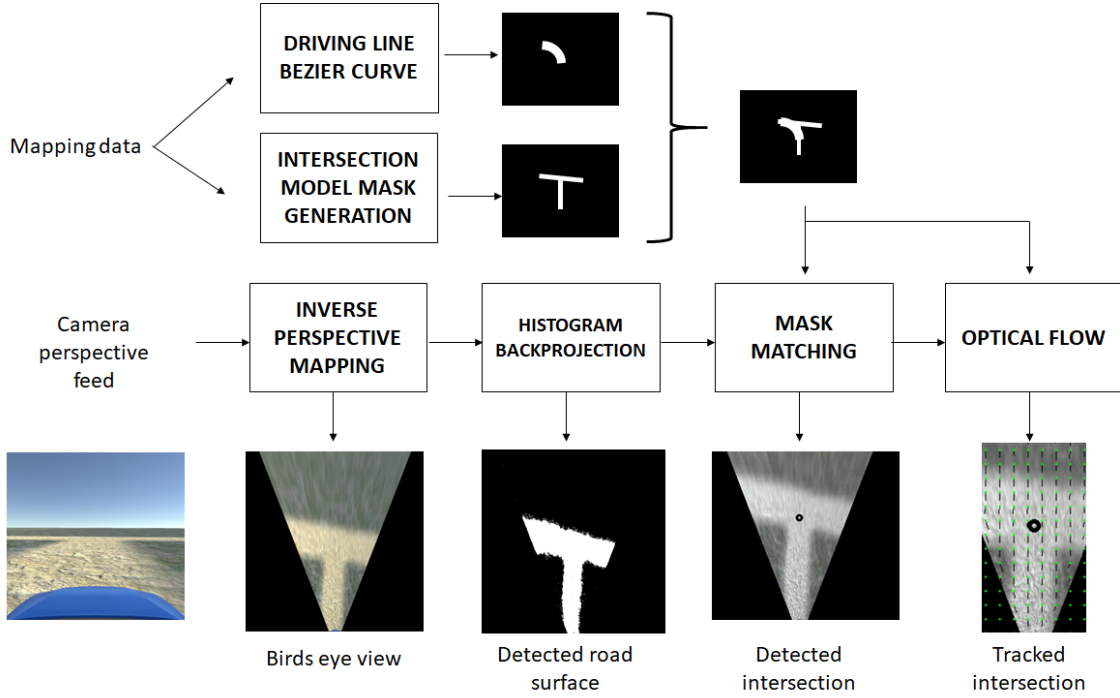 DRIVING LINE
BEZIER CURVE
Mapping data
INTERSECTION
MODEL MASK
GENERATION
Camera
perspective
feed
INVERSE
PERSPECTIVE
MAPPING
HISTOGRAM
BACKPROJECTION
MASK
MATCHING
OPTICAL FLOW
Birds eye view
Detected road
surface
Detected
intersection
Tracked
intersection